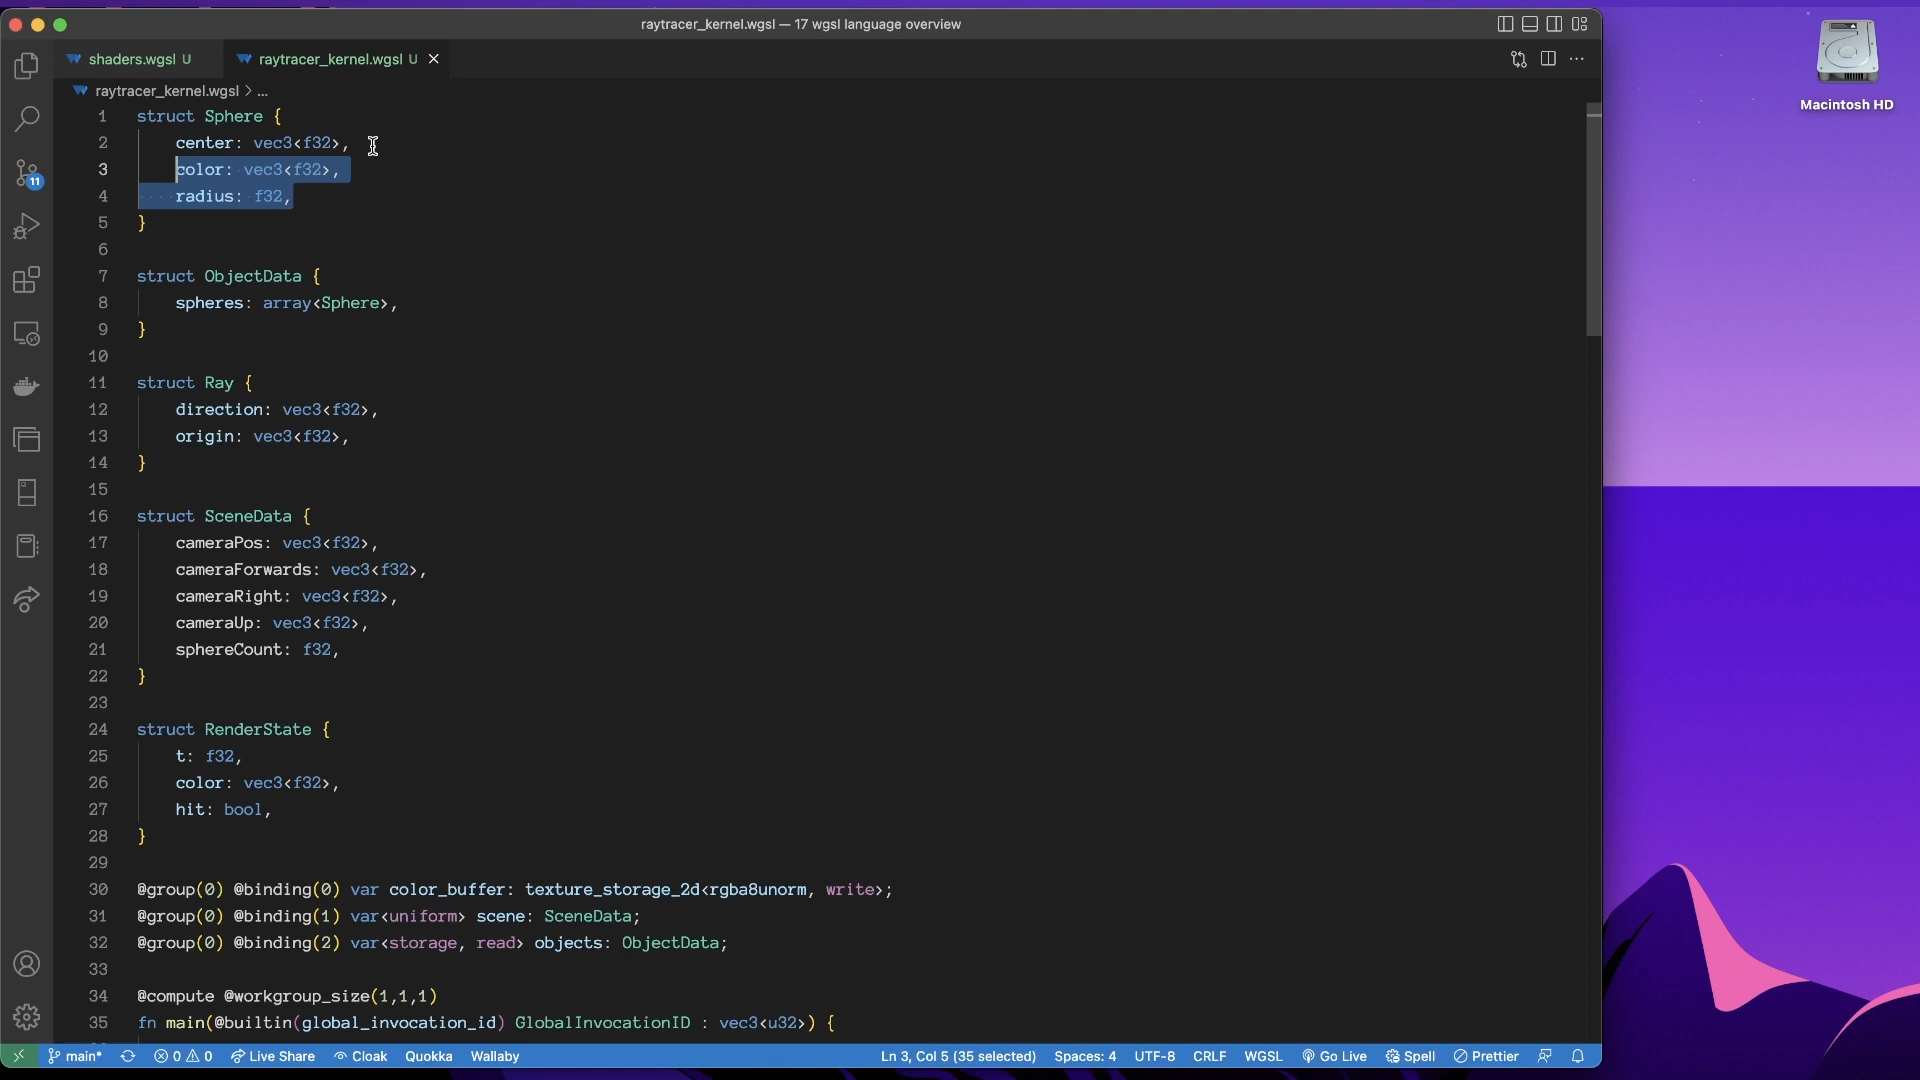 raytracer_kernel.wgsl — 17 wgsl language overview
Macintosh HD
shaders.wgsl U
raytracer_kernel.wgsl U
raytracer_kernel.wgsl > ...
1 struct Sphere {
2 center: vec3<f32>,
3 color: vec3<f32>,
4 radius: f32,
5 }
6
7 struct ObjectData {
8 spheres: array<Sphere>,
9 }
10
11 struct Ray {
12 direction: vec3<f32>,
13 origin: vec3<f32>,
14 }
15
16 struct SceneData {
17 cameraPos: vec3<f32>,
18 cameraForwards: vec3<f32>,
19 cameraRight: vec3<f32>,
20 cameraUp: vec3<f32>,
21 sphereCount: f32,
22 }
23
24 struct RenderState {
25 t: f32,
26 color: vec3<f32>,
27 hit: bool,
28 }
29
30 @group(0) @binding(0) var color_buffer: texture_storage_2d<rgba8unorm, write>;
31 @group(0) @binding(1) var<uniform> scene: SceneData;
32 @group(0) @binding(2) var<storage, read> objects: ObjectData;
33
34 @compute @workgroup_size(1,1,1)
35 fn main(@builtin(global_invocation_id) GlobalInvocationID : vec3<u32>) {
11
main* 0 0 Live Share Cloak Quokka Wallaby Ln 3, Col 5 (35 selected) Spaces: 4 UTF-8 CRLF WGSL Go Live Spell Prettier